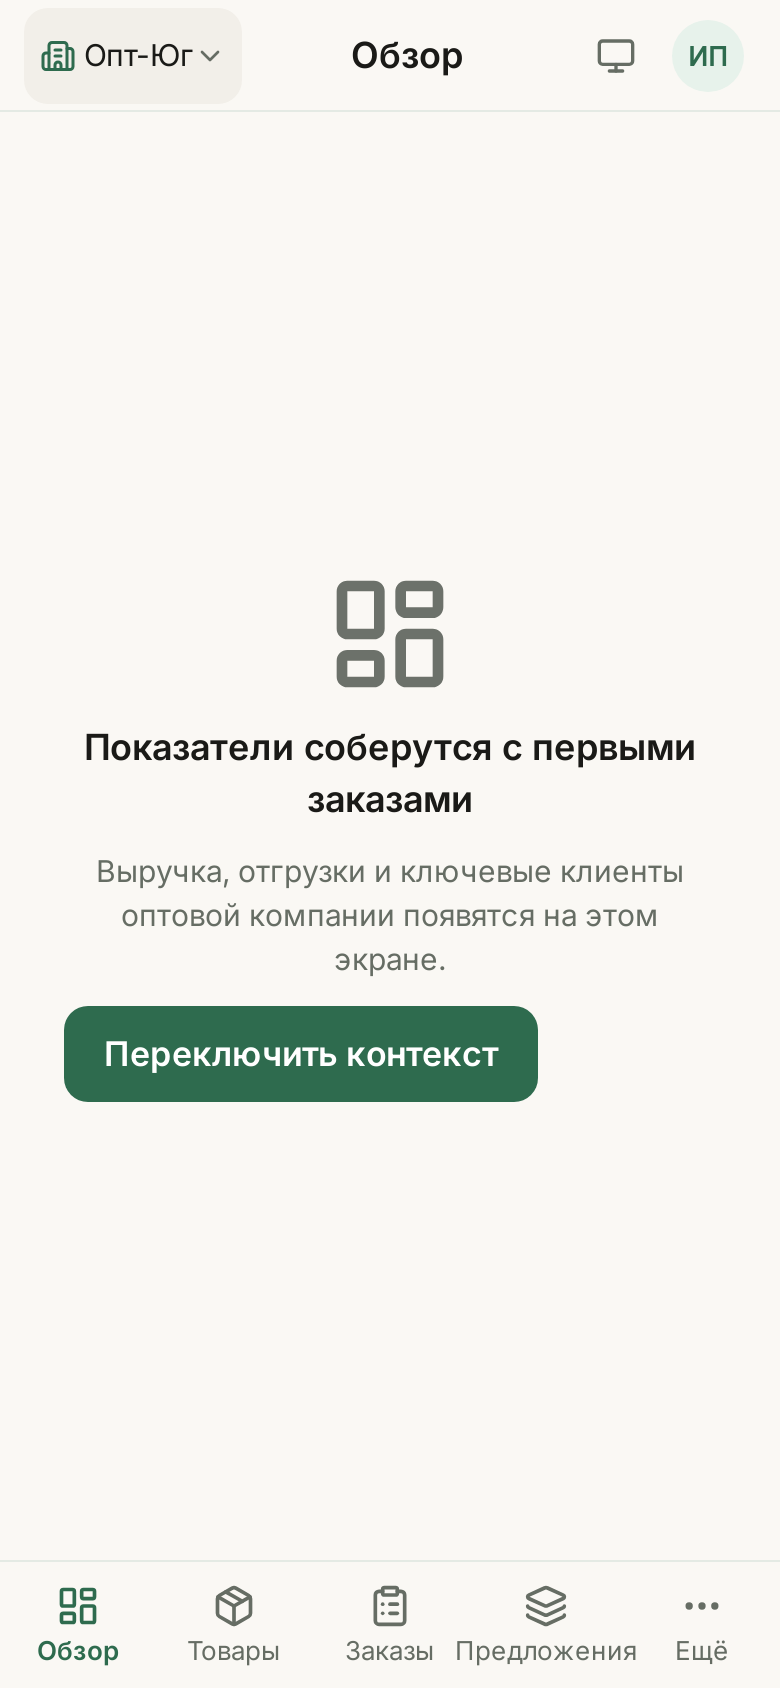 Опт-Юг
Обзор
ИП
Показатели соберутся с первыми
заказами
Выручка, отгрузки и ключевые клиенты
оптовой компании появятся на этом
экране.
Переключить контекст
Обзор
Товары
Заказы
Предложения
Ещё